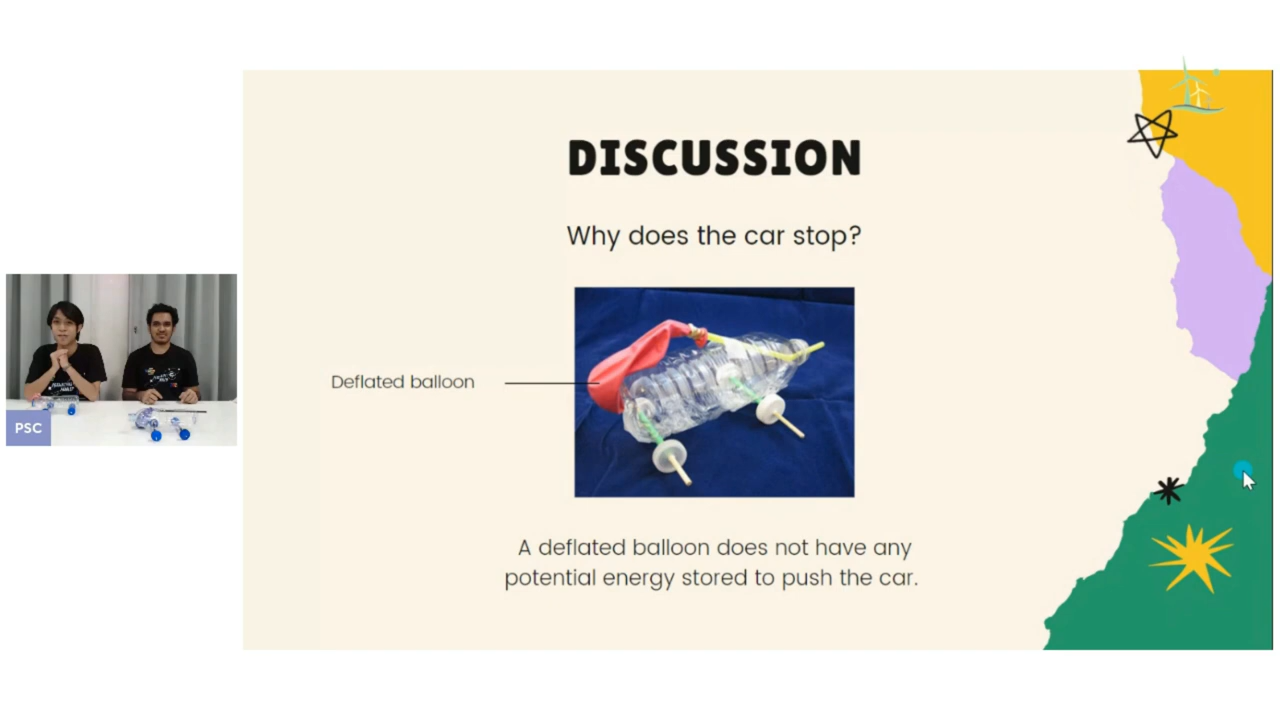 DISCUSSION
Why does the car stop?
Deflated balloon
A deflated balloon does not have any
potential energy stored to push the car.
PSC